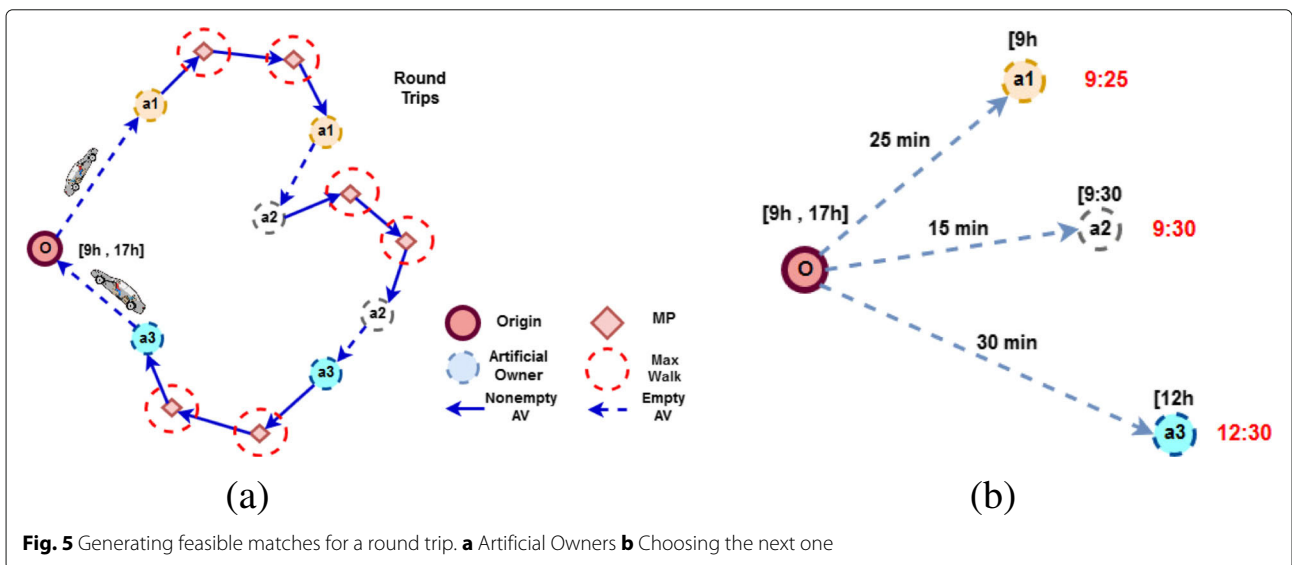 Round
Trips
a1
a1
a2
O
[9h , 17h]
a2
a3
a3
Origin
MP
Artificial
Owner
Max
Walk
Nonempty
AV
Empty
AV
(a)
[9h
a1
9:25
25 min
[9:30
a2
9:30
[9h , 17h]
15 min
O
30 min
[12h
a3
12:30
(b)
Fig. 5 Generating feasible matches for a round trip. a Artificial Owners b Choosing the next one